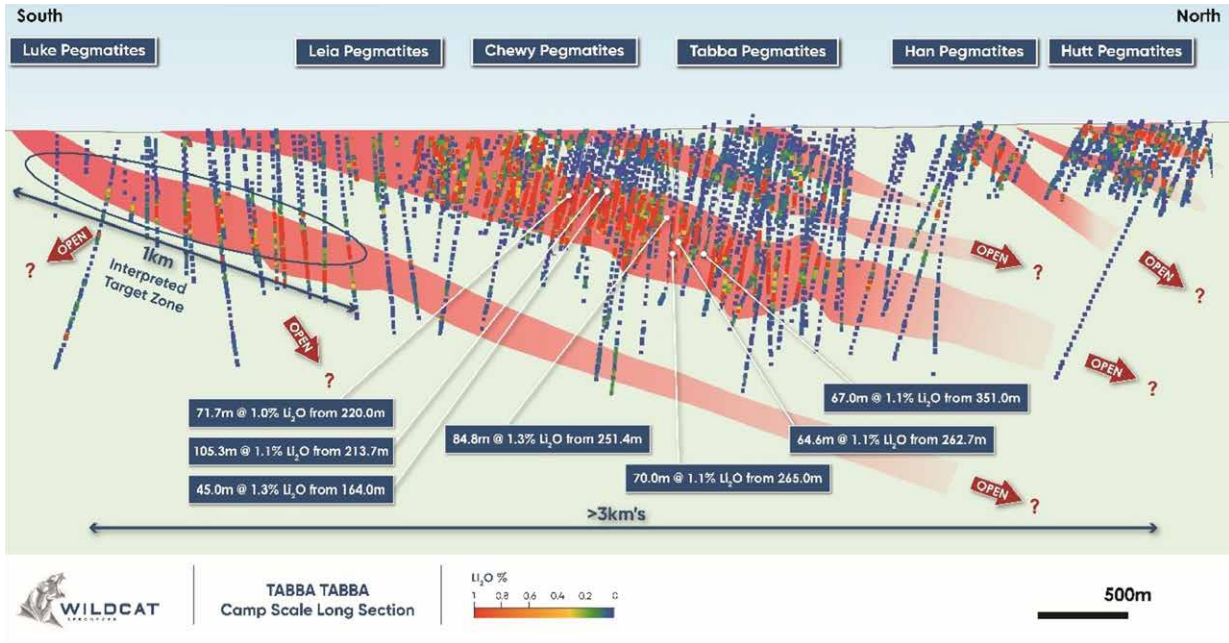 South
North
Luke Pegmatites
Leia Pegmatites
Chewy Pegmatites
Tabba Pegmatites
Han Pegmatites
Hutt Pegmatites
OPEN
?
1km
Interpreted
Target Zone
OPEN
?
OPEN
?
OPEN
?
OPEN
?
OPEN
?
71.7m @ 1.0% Li₂O from 220.0m
105.3m @ 1.1% Li₂O from 213.7m
45.0m @ 1.3% Li₂O from 164.0m
84.8m @ 1.3% Li₂O from 251.4m
70.0m @ 1.1% Li₂O from 265.0m
64.6m @ 1.1% Li₂O from 262.7m
67.0m @ 1.1% Li₂O from 351.0m
>3km's
WILDCAT
TABBA TABBA
Camp Scale Long Section
Li₂O %
1 0.8 0.6 0.4 0.2 0
500m